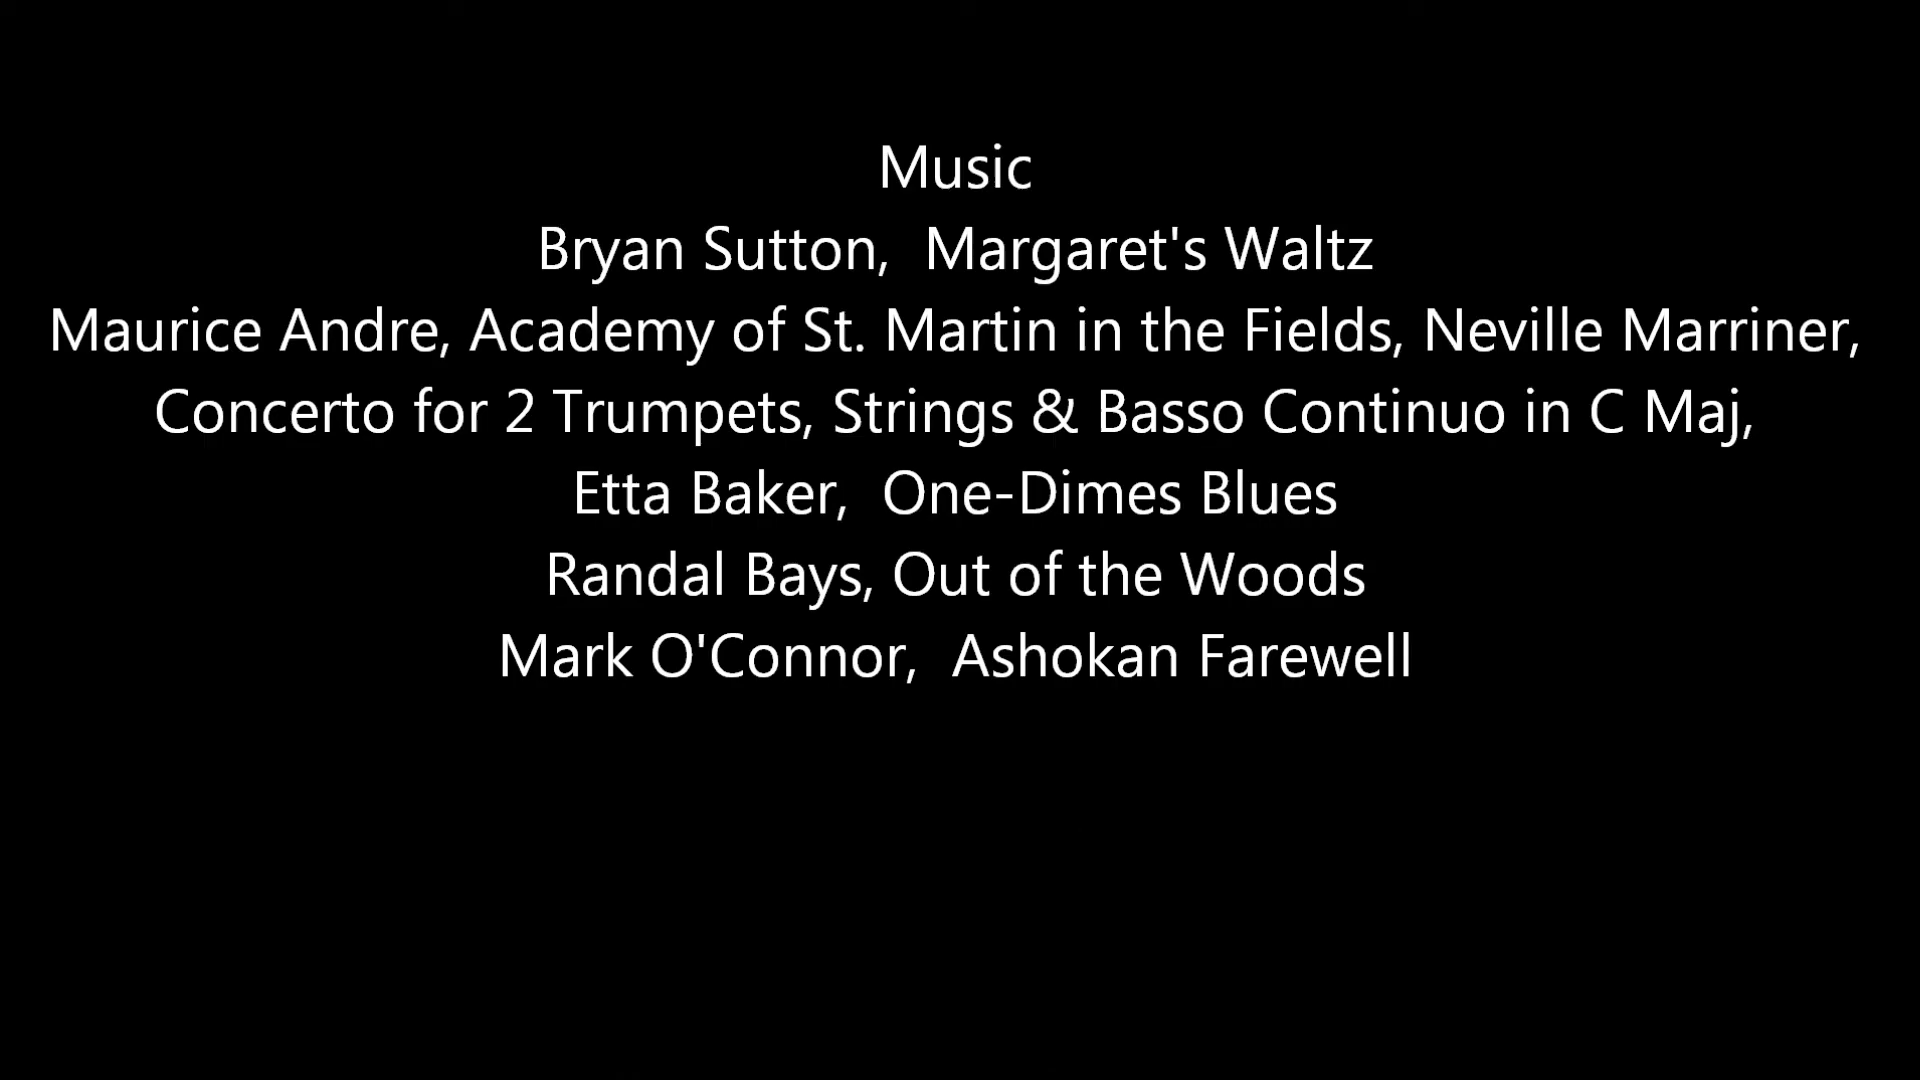 Music
Bryan Sutton,  Margaret's Waltz
Maurice Andre, Academy of St. Martin in the Fields, Neville Marriner,
Concerto for 2 Trumpets, Strings & Basso Continuo in C Maj,
Etta Baker,  One-Dimes Blues
Randal Bays, Out of the Woods
Mark O'Connor,  Ashokan Farewell